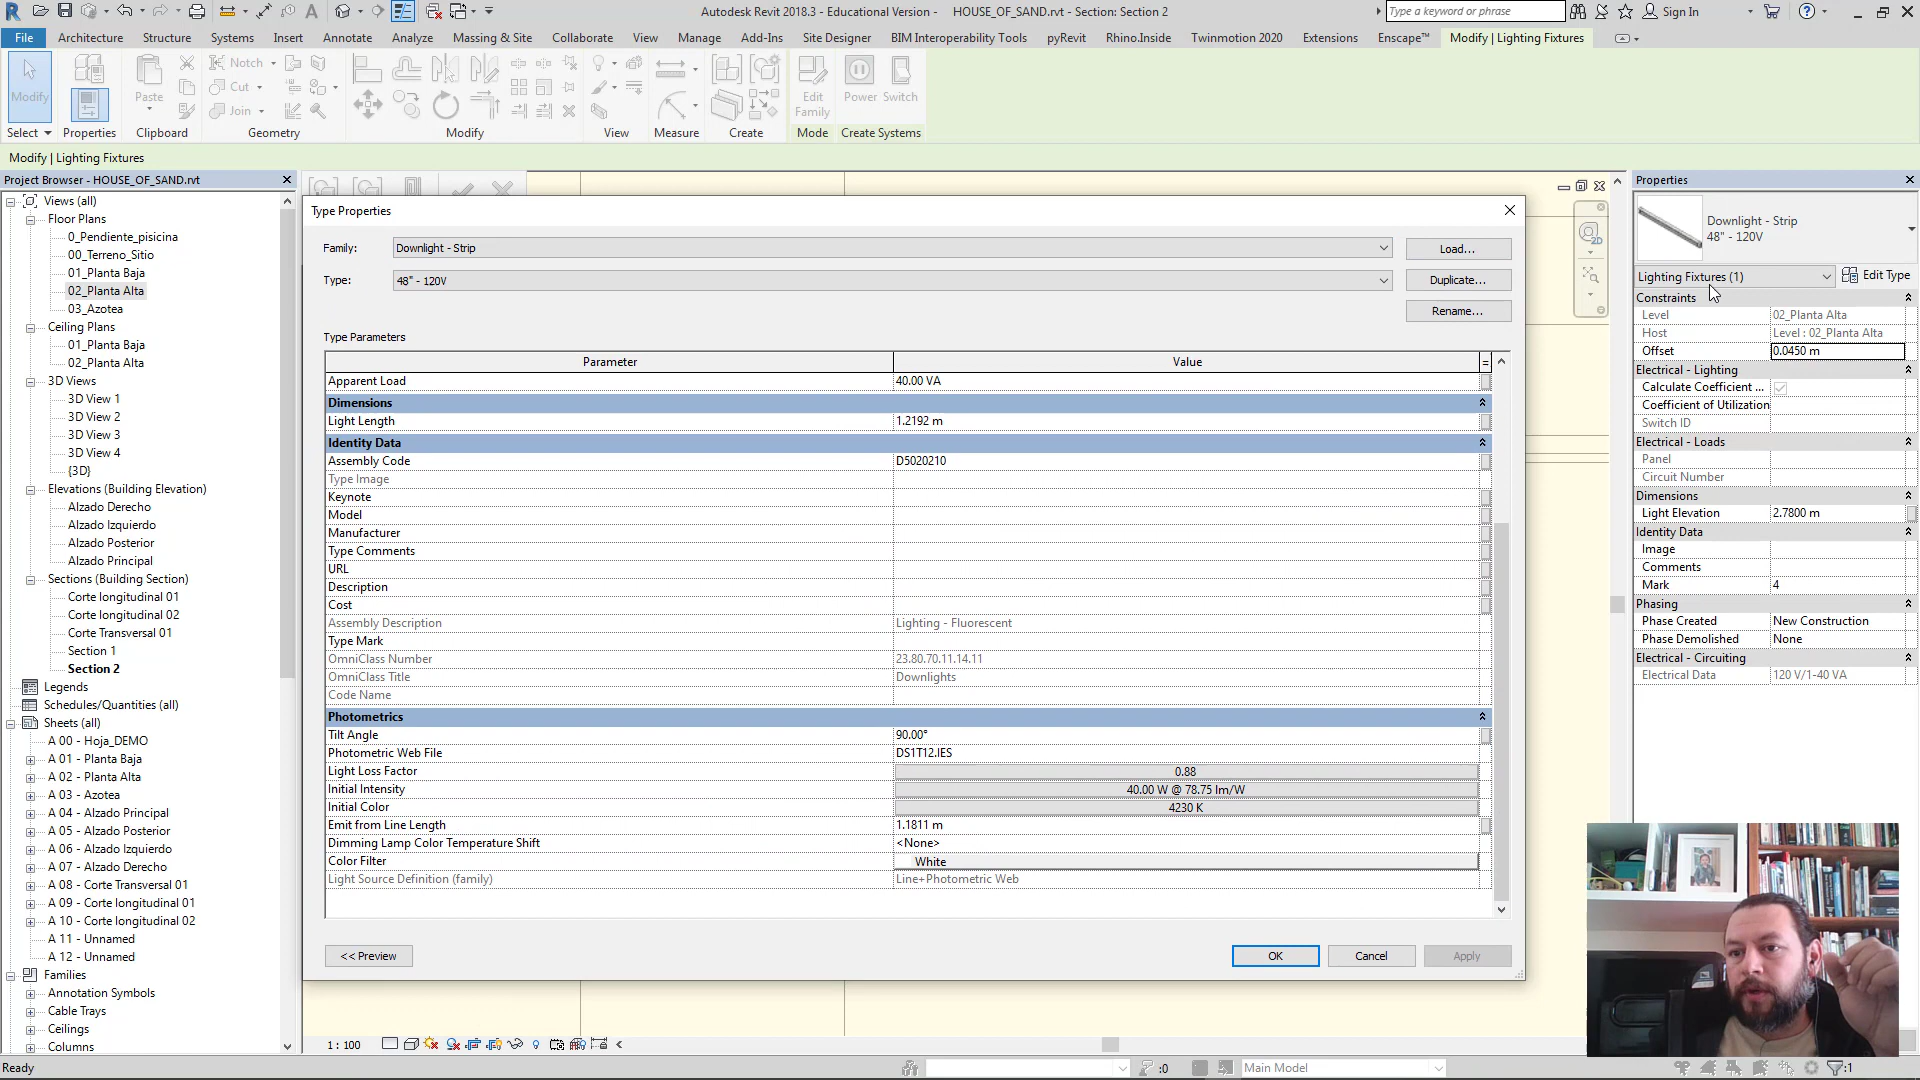 Autodesk Revit 2018.3 - Educational Version -    HOUSE_OF_SAND.rvt - Section: Section 2
Type a keyword or phrase
Sign In
File
Architecture
Structure
Systems
Insert
Annotate
Analyze
Massing & Site
Collaborate
View
Manage
Add-Ins
Site Designer
BIM Interoperability Tools
pyRevit
Rhino.Inside
Twinmotion 2020
Extensions
Enscape™
Modify | Lighting Fixtures
Modify
Paste
Notch
Cut
Join
Edit
Family
Power
Switch
Select
Properties
Clipboard
Geometry
Modify
View
Measure
Create
Mode
Create Systems
Modify | Lighting Fixtures
Project Browser - HOUSE_OF_SAND.rvt
Views (all)
Floor Plans
0_Pendiente_pisicina
00_Terreno_Sitio
01_Planta Baja
02_Planta Alta
03_Azotea
Ceiling Plans
01_Planta Baja
02_Planta Alta
3D Views
3D View 1
3D View 2
3D View 3
3D View 4
{3D}
Elevations (Building Elevation)
Alzado Derecho
Alzado Izquierdo
Alzado Posterior
Alzado Principal
Sections (Building Section)
Corte longitudinal 01
Corte longitudinal 02
Corte Transversal 01
Section 1
Section 2
Legends
Schedules/Quantities (all)
Sheets (all)
A 00 - Hoja_DEMO
A 01 - Planta Baja
A 02 - Planta Alta
A 03 - Azotea
A 04 - Alzado Principal
A 05 - Alzado Posterior
A 06 - Alzado Izquierdo
A 07 - Alzado Derecho
A 08 - Corte Transversal 01
A 09 - Corte longitudinal 01
A 10 - Corte longitudinal 02
A 11 - Unnamed
A 12 - Unnamed
Families
Annotation Symbols
Cable Trays
Ceilings
Columns
Type Properties
Family:
Downlight - Strip
Load...
Type:
48" - 120V
Duplicate...
Rename...
Type Parameters
Parameter
Value
=
Apparent Load
40.00 VA
Dimensions
Light Length
1.2192 m
Identity Data
Assembly Code
D5020210
Type Image
Keynote
Model
Manufacturer
Type Comments
URL
Description
Cost
Assembly Description
Lighting - Fluorescent
Type Mark
OmniClass Number
23.80.70.11.14.11
OmniClass Title
Downlights
Code Name
Photometrics
Tilt Angle
90.00°
Photometric Web File
DS1T12.IES
Light Loss Factor
0.88
Initial Intensity
40.00 W @ 78.75 lm/W
Initial Color
4230 K
Emit from Line Length
1.1811 m
Dimming Lamp Color Temperature Shift
<None>
Color Filter
White
Light Source Definition (family)
Line+Photometric Web
<< Preview
OK
Cancel
Apply
2D
Properties
Downlight - Strip
48" - 120V
Lighting Fixtures (1)
Edit Type
Constraints
Level
02_Planta Alta
Host
Level : 02_Planta Alta
Offset
0.0450 m
Electrical - Lighting
Calculate Coefficient ...
Coefficient of Utilization
Switch ID
Electrical - Loads
Panel
Circuit Number
Dimensions
Light Elevation
2.7800 m
Identity Data
Image
Comments
Mark
4
Phasing
Phase Created
New Construction
Phase Demolished
None
Electrical - Circuiting
Electrical Data
120 V/1-40 VA
1 : 100
Ready
:0
Main Model
:1